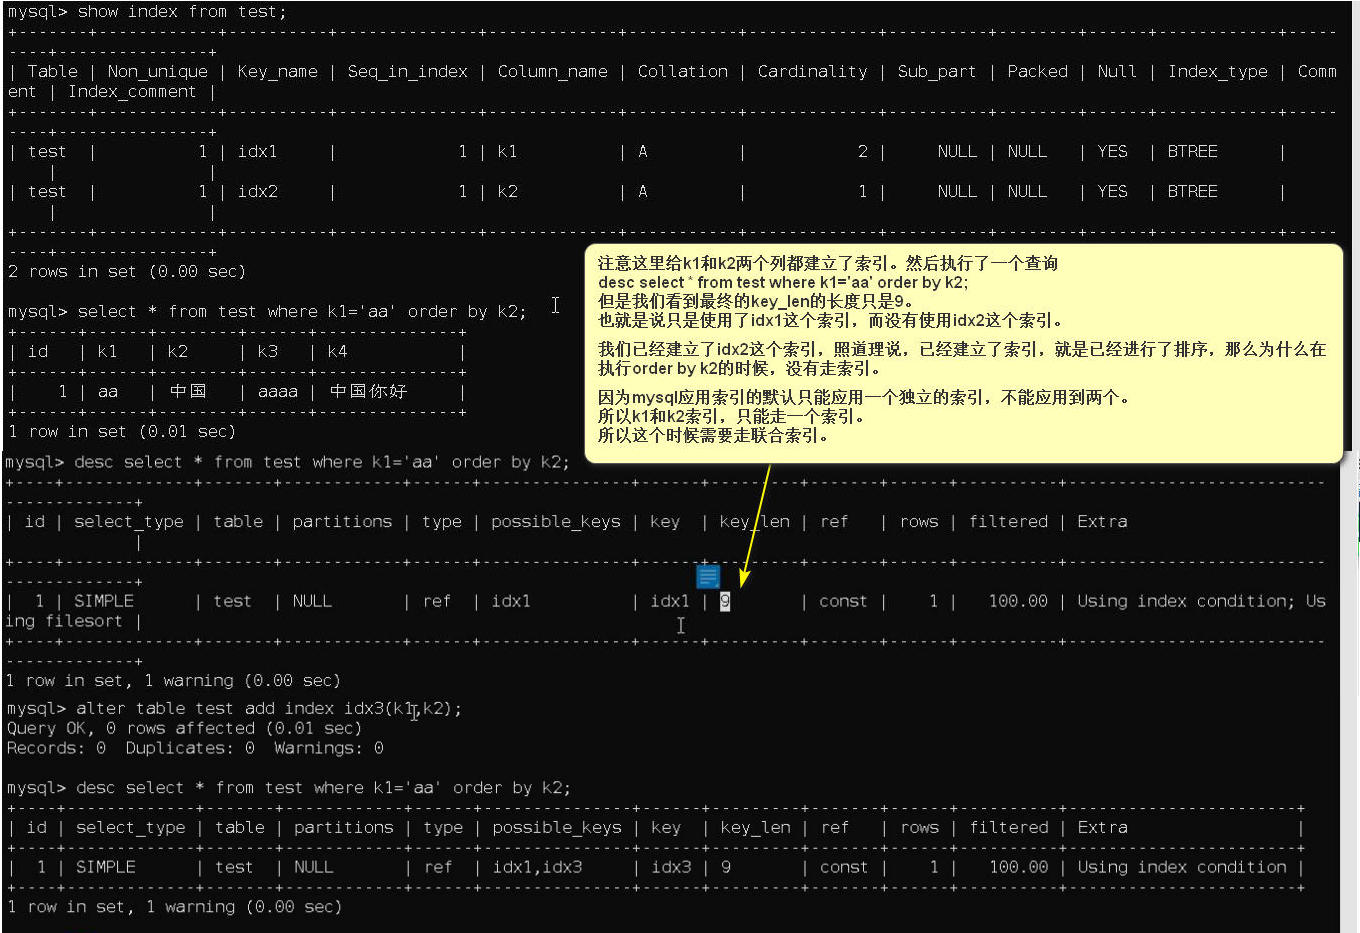 mysql> show index from test;
+-------+------------+----------+--------------+-------------+-----------+-------------+----------+--------+------+------------+-----
----+---------------+
| Table | Non_unique | Key_name | Seq_in_index | Column_name | Collation | Cardinality | Sub_part | Packed | Null | Index_type | Comm
ent | Index_comment |
+-------+------------+----------+--------------+-------------+-----------+-------------+----------+--------+------+------------+-----
----+---------------+
| test | 1 | idx1 | 1 | k1 | A | 2 | NULL | NULL | YES | BTREE |
| |
| test | 1 | idx2 | 1 | k2 | A | 1 | NULL | NULL | YES | BTREE |
| |
+-------+------------+----------+--------------+-------------+-----------+-------------+----------+--------+------+------------+-----
----+---------------+
2 rows in set (0.00 sec)
mysql> select * from test where k1='aa' order by k2;
+------+------+--------+------+--------------+
| id | k1 | k2 | k3 | k4 |
+------+------+--------+------+--------------+
| 1 | aa | 中国 | aaaa | 中国你好 |
+------+------+--------+------+--------------+
1 row in set (0.01 sec)
注意这里给k1和k2两个列都建立了索引。然后执行了一个查询
desc select * from test where k1='aa' order by k2;
但是我们看到最终的key_len的长度只是9。
也就是说只是使用了idx1这个索引，而没有使用idx2这个索引。
我们已经建立了idx2这个索引，照道理说，已经建立了索引，就是已经进行了排序，那么为什么在
执行order by k2的时候，没有走索引。
因为mysql应用索引的默认只能应用一个独立的索引，不能应用到两个。
所以k1和k2索引，只能走一个索引。
所以这个时候需要走联合索引。
mysql> desc select * from test where k1='aa' order by k2;
+----+-------------+-------+------------+------+---------------+------+---------+-------+------+----------+--------------------------
-------------+
| id | select_type | table | partitions | type | possible_keys | key | key_len | ref | rows | filtered | Extra
|
+----+-------------+-------+------------+------+---------------+------+---------+-------+------+----------+--------------------------
-------------+
| 1 | SIMPLE | test | NULL | ref | idx1 | idx1 | 9 | const | 1 | 100.00 | Using index condition; Us
ing filesort |
+----+-------------+-------+------------+------+---------------+------+---------+-------+------+----------+--------------------------
-------------+
1 row in set, 1 warning (0.00 sec)
mysql> alter table test add index idx3(k1,k2);
Query OK, 0 rows affected (0.01 sec)
Records: 0 Duplicates: 0 Warnings: 0
mysql> desc select * from test where k1='aa' order by k2;
+----+-------------+-------+------------+------+---------------+------+---------+-------+------+----------+-----------------------+
| id | select_type | table | partitions | type | possible_keys | key | key_len | ref | rows | filtered | Extra |
+----+-------------+-------+------------+------+---------------+------+---------+-------+------+----------+-----------------------+
| 1 | SIMPLE | test | NULL | ref | idx1,idx3 | idx3 | 9 | const | 1 | 100.00 | Using index condition |
+----+-------------+-------+------------+------+---------------+------+---------+-------+------+----------+-----------------------+
1 row in set, 1 warning (0.00 sec)